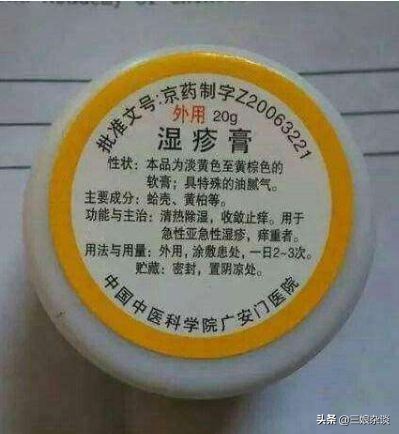 批准文号:京药制字Z20063221
外用 20g
湿疹膏
性状:本品为淡黄色至黄棕色的
软膏;具特殊的油腻气。
主要成分:蛤壳、黄柏等。
功能与主治:清热除湿,收敛止痒。用于
急性亚急性湿疹,痒重者。
用法与用量:外用,涂敷患处,一日2~3次。
贮藏:密封,置阴凉处。
中国中医科学院广安门医院
头条 @三娘杂谈